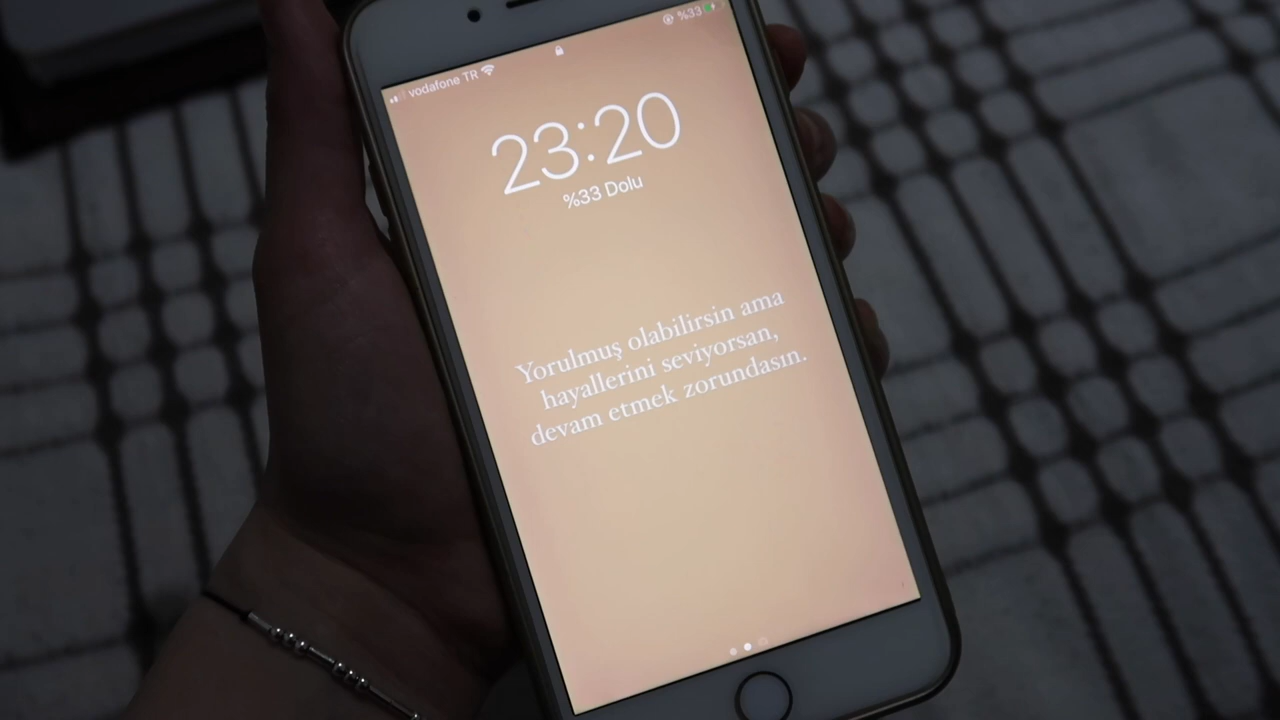 vodafone TR
%33
23:20
%33 Dolu
Yorulmuş olabilirsin ama
hayallerini seviyorsan,
devam etmek zorundasın.